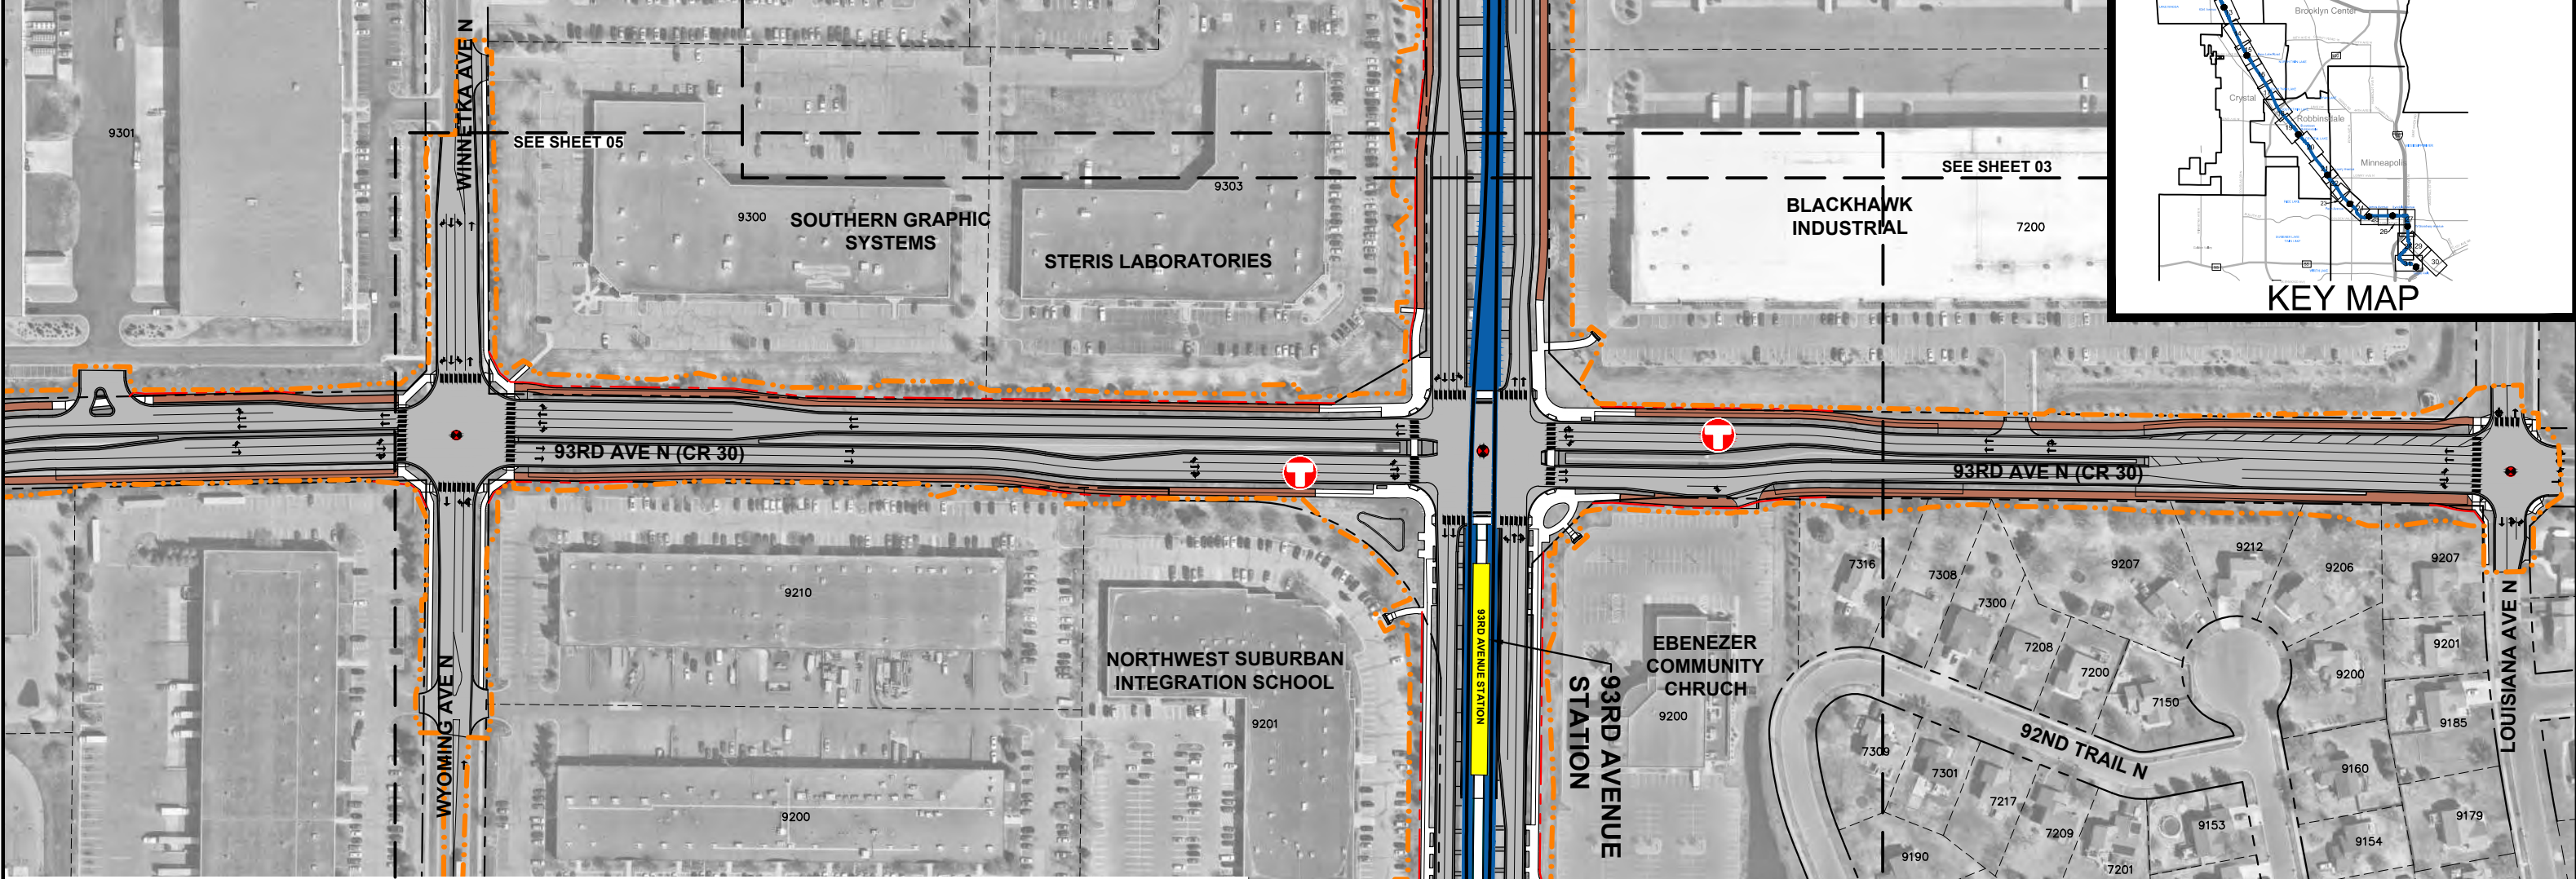 WINNETKA AVE N
SEE SHEET 05
SEE SHEET 03
9301
9300
SOUTHERN GRAPHIC
SYSTEMS
9303
STERIS LABORATORIES
BLACKHAWK
INDUSTRIAL
7200
Brooklyn Center
Crystal
Robbinsdale
Minneapolis
26
29
30
KEY MAP
93RD AVE N (CR 30)
T
T
93RD AVE N (CR 30)
9210
NORTHWEST SUBURBAN
INTEGRATION SCHOOL
9201
WYOMING AVE N
9200
93RD AVENUE STATION
93RD AVENUE
STATION
EBENEZER
COMMUNITY
CHRUCH
9200
7316
7308
7300
7208
7200
7150
9207
9212
9206
9207
9201
9200
9185
9160
9179
9154
9153
92ND TRAIL N
7309
7301
7217
7209
7201
9190
LOUISIANA AVE N